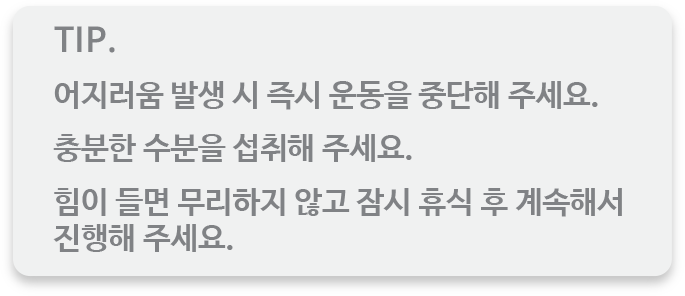 TIP.
어지러움 발생 시 즉시 운동을 중단해 주세요.
충분한 수분을 섭취해 주세요.
힘이 들면 무리하지 않고 잠시 휴식 후 계속해서
진행해 주세요.